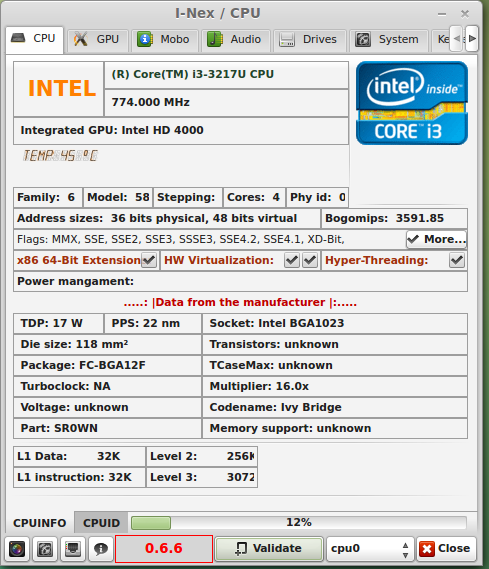 I-Nex / CPU
CPU GPU Mobo Audio Drives System Ke
INTEL
(R) Core(TM) i3-3217U CPU
774.000 MHz
intel inside™
CORE™ i3
Integrated GPU: Intel HD 4000
TEMP: 45 °C
Family: 6 Model: 58 Stepping: Cores: 4 Phy id: 0
Address sizes: 36 bits physical, 48 bits virtual Bogomips: 3591.85
Flags: MMX, SSE, SSE2, SSE3, SSSE3, SSE4.2, SSE4.1, XD-Bit, More...
x86 64-Bit Extension HW Virtualization: Hyper-Threading:
Power mangament:
.....: |Data from the manufacturer |:.....
TDP: 17 W PPS: 22 nm Socket: Intel BGA1023
Die size: 118 mm² Transistors: unknown
Package: FC-BGA12F TCaseMax: unknown
Turboclock: NA Multiplier: 16.0x
Voltage: unknown Codename: Ivy Bridge
Part: SR0WN Memory support: unknown
L1 Data: 32K Level 2: 256K
L1 instruction: 32K Level 3: 3072
CPUINFO CPUID 12%
0.6.6 Validate cpu0 Close